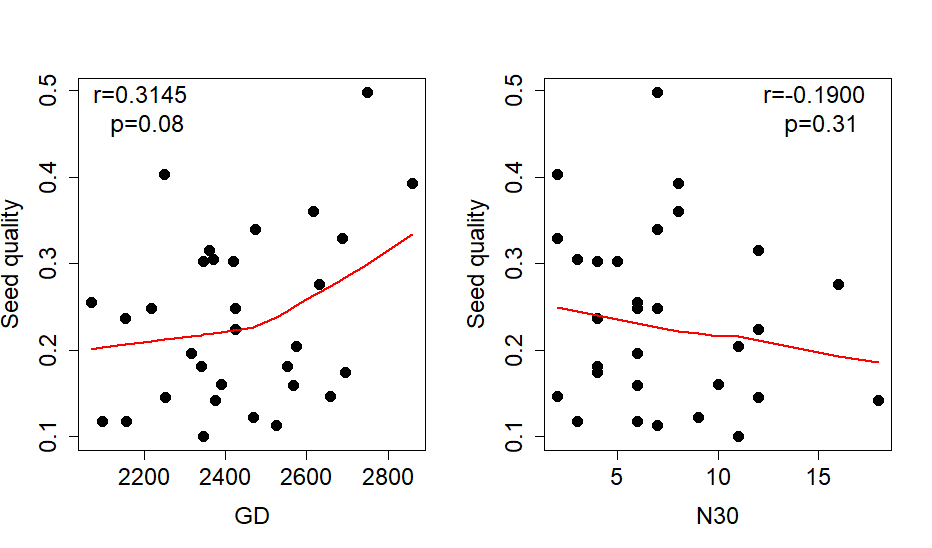 r=0.3145
p=0.08
0.5
0.4
0.3
0.2
0.1
Seed quality
2200 2400 2600 2800
GD
r=-0.1900
p=0.31
0.5
0.4
0.3
0.2
0.1
Seed quality
5 10 15
N30